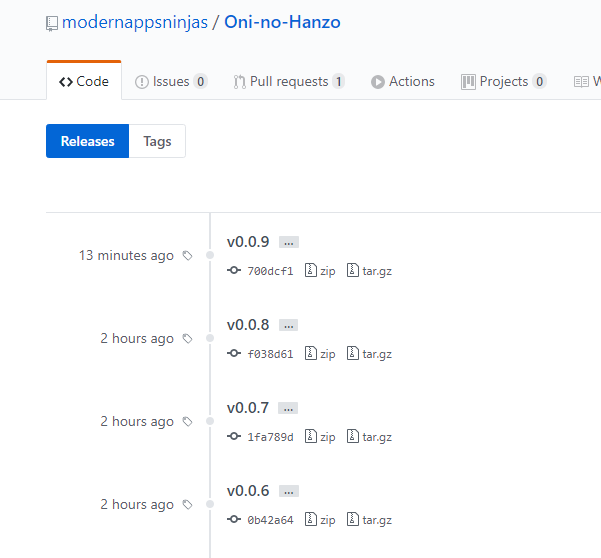 modernappsninjas / Oni-no-Hanzo
Code Issues 0 Pull requests 1 Actions Projects 0 W
Releases Tags
v0.0.9 ...
13 minutes ago
700dcf1 zip tar.gz
v0.0.8 ...
2 hours ago
f038d61 zip tar.gz
v0.0.7 ...
2 hours ago
1fa789d zip tar.gz
v0.0.6 ...
2 hours ago
0b42a64 zip tar.gz